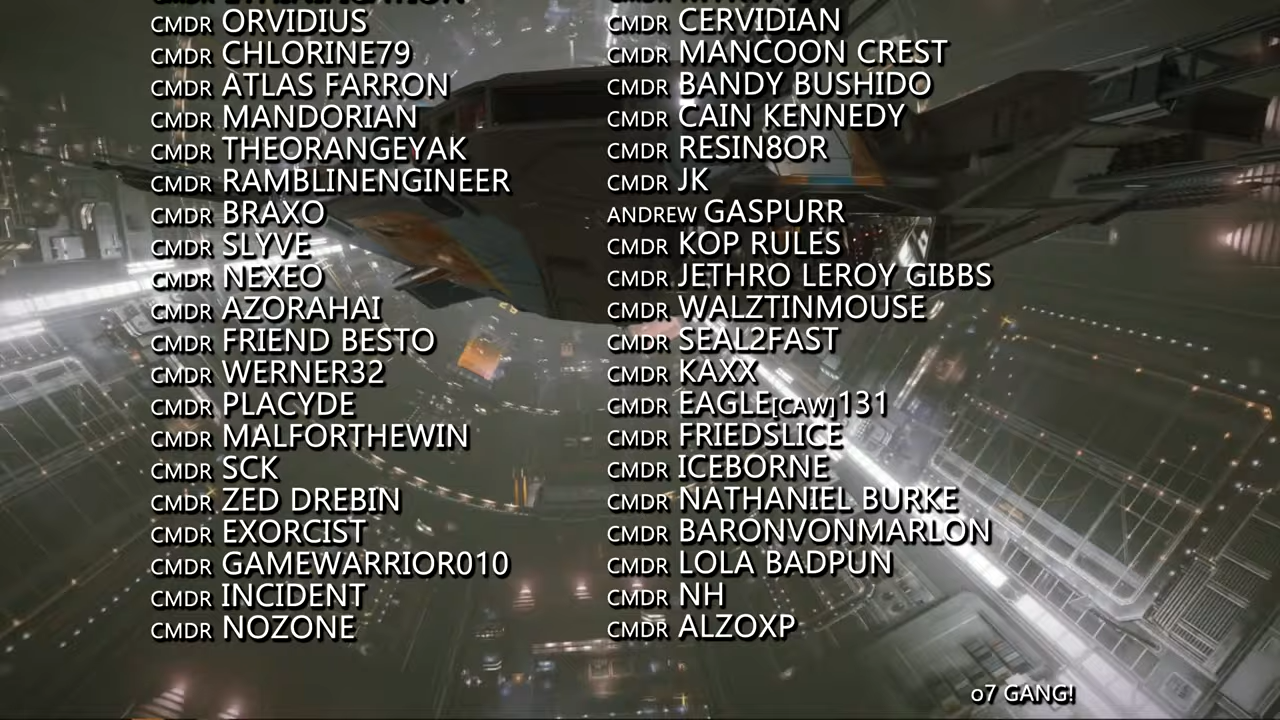 CMDR ORVIDIUS
CMDR CHLORINE79
CMDR ATLAS FARRON
CMDR MANDORIAN
CMDR THEORANGEYAK
CMDR RAMBLINENGINEER
CMDR BRAXO
CMDR SLYVE
CMDR NEXEO
CMDR AZORAHAI
CMDR FRIEND BESTO
CMDR WERNER32
CMDR PLACYDE
CMDR MALFORTHEWIN
CMDR SCK
CMDR ZED DREBIN
CMDR EXORCIST
CMDR GAMEWARRIOR010
CMDR INCIDENT
CMDR NOZONE
CMDR CERVIDIAN
CMDR MANCOON CREST
CMDR BANDY BUSHIDO
CMDR CAIN KENNEDY
CMDR RESIN8OR
CMDR JK
ANDREW GASPURR
CMDR KOP RULES
CMDR JETHRO LEROY GIBBS
CMDR WALZTINMOUSE
CMDR SEAL2FAST
CMDR KAXX
CMDR EAGLE[CAW]131
CMDR FRIEDSLICE
CMDR ICEBORNE
CMDR NATHANIEL BURKE
CMDR BARONVONMARLON
CMDR LOLA BADPUN
CMDR NH
CMDR ALZOXP
o7 GANG!